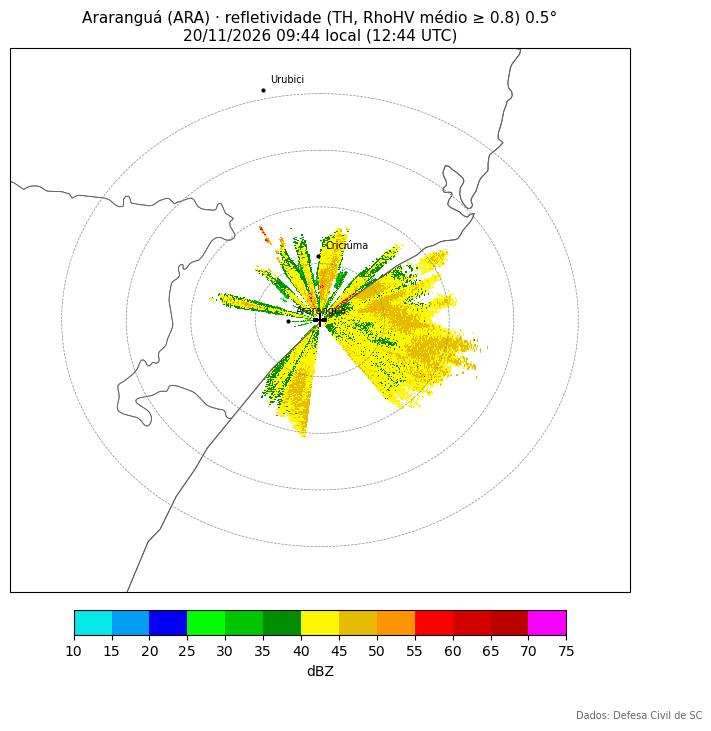 Araranguá (ARA) · refletividade (TH, RhoHV médio ≥ 0.8) 0.5°
20/11/2026 09:44 local (12:44 UTC)
Urubici
Criciúma
Araranguá
10 15 20 25 30 35 40 45 50 55 60 65 70 75
dBZ
Dados: Defesa Civil de SC